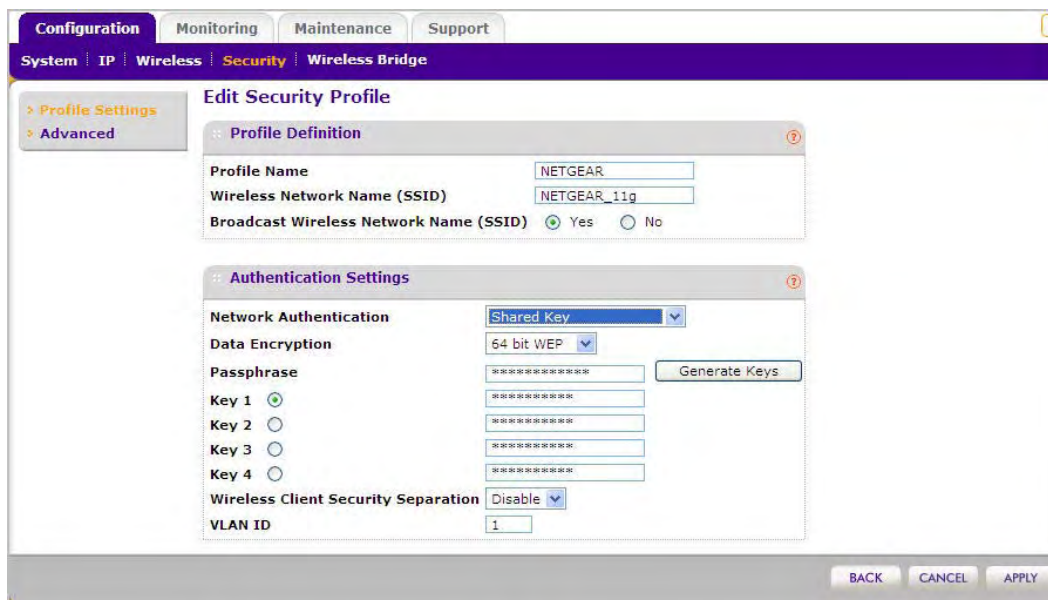 Configuration Monitoring Maintenance Support
System IP Wireless Security Wireless Bridge
Profile Settings
Advanced
Edit Security Profile
Profile Definition ?
Profile Name NETGEAR
Wireless Network Name (SSID) NETGEAR_11g
Broadcast Wireless Network Name (SSID) Yes No
Authentication Settings ?
Network Authentication Shared Key
Data Encryption 64 bit WEP
Passphrase ************ Generate Keys
Key 1 **********
Key 2 **********
Key 3 **********
Key 4 **********
Wireless Client Security Separation Disable
VLAN ID 1
BACK CANCEL APPLY